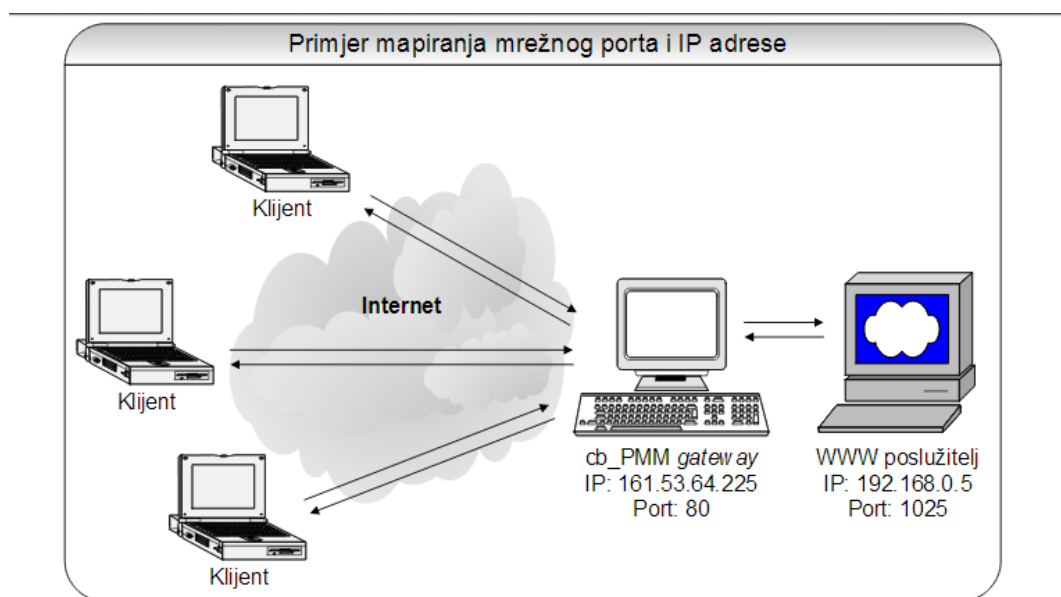 Primjer mapiranja mrežnog porta i IP adrese
Klijent
Internet
Klijent
cb_PMM gateway
IP: 161.53.64.225
Port: 80
WWW poslužitelj
IP: 192.168.0.5
Port: 1025
Klijent